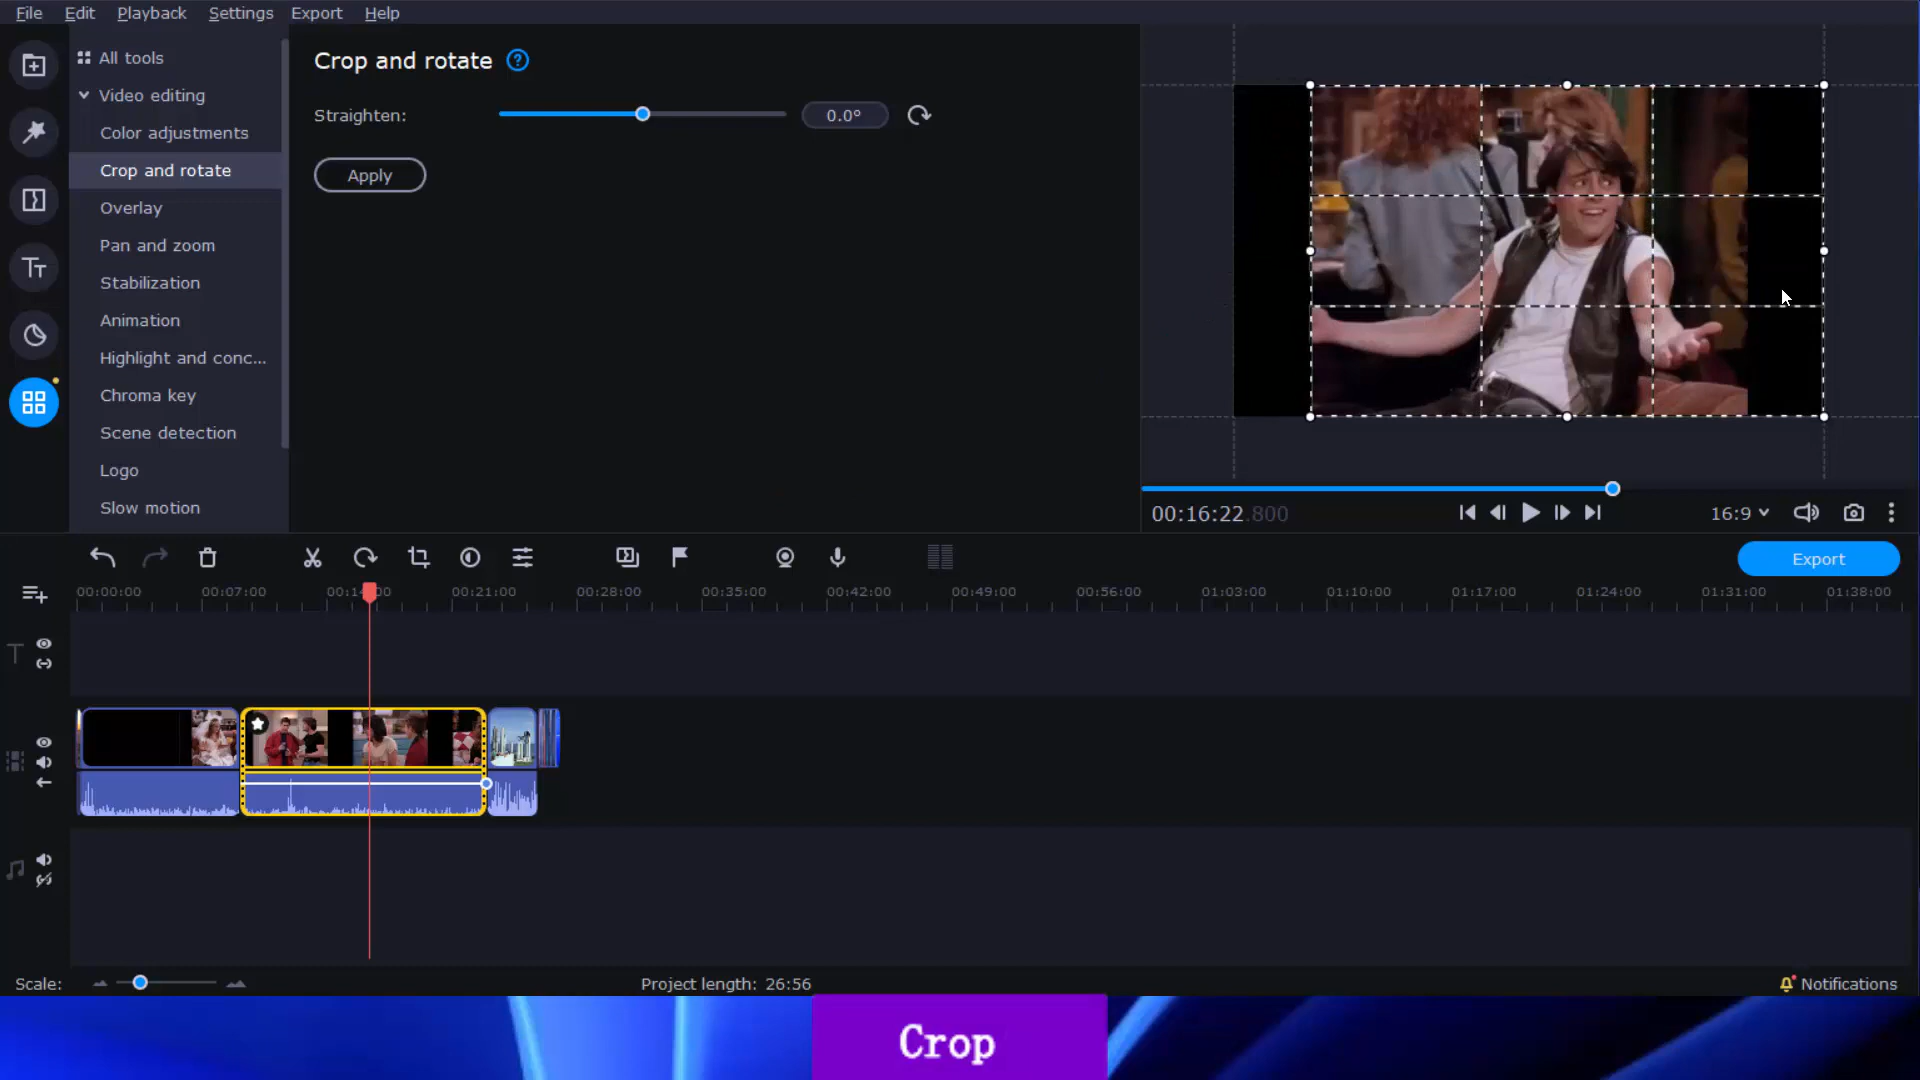 File Edit Playback Settings Export Help
All tools
Video editing
Color adjustments
Crop and rotate
Overlay
Pan and zoom
Stabilization
Animation
Highlight and conc...
Chroma key
Scene detection
Logo
Slow motion
Crop and rotate ?
Straighten: 0.0°
Apply
00:16:22.800
16:9
Export
00:00:00 00:07:00 00:14:00 00:21:00 00:28:00 00:35:00 00:42:00 00:49:00 00:56:00 01:03:00 01:10:00 01:17:00 01:24:00 01:31:00 01:38:00
Scale:
Project length: 26:56
Notifications
Crop